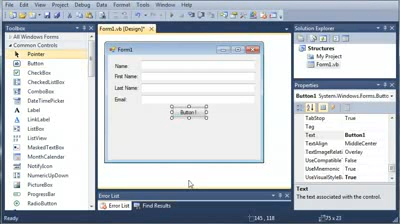 File Edit View Project Build Debug Data Format Tools Window Help
Toolbox
All Windows Forms
Common Controls
Pointer
Button
CheckBox
CheckedListBox
ComboBox
DateTimePicker
Label
LinkLabel
ListBox
ListView
MaskedTextBox
MonthCalendar
NotifyIcon
NumericUpDown
PictureBox
ProgressBar
RadioButton
Form1.vb [Design]*
Form1
Name:
First Name:
Last Name:
Email:
Button1
Error List
Error List
Find Results
Solution Explorer
Structures
My Project
Form1.vb
Properties
Button1 System.Windows.Forms.Button
TabStop True
Tag
Text Button1
TextAlign MiddleCenter
TextImageRelati Overlay
UseCompatible False
UseMnemonic True
UseVisualStyleB True
Text
The text associated with the control.
Ready
145 , 118
75 x 23